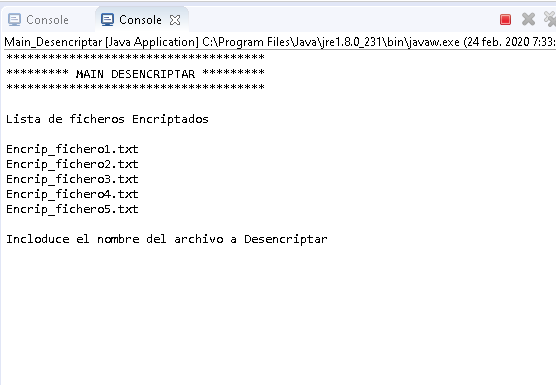 Console Console
Main_Desencriptar [Java Application] C:\Program Files\Java\jre1.8.0_231\bin\javaw.exe (24 feb. 2020 7:33:
*************************************
********* MAIN DESENCRIPTAR *********
*************************************
Lista de ficheros Encriptados
Encrip_fichero1.txt
Encrip_fichero2.txt
Encrip_fichero3.txt
Encrip_fichero4.txt
Encrip_fichero5.txt
Incloduce el nombre del archivo a Desencriptar